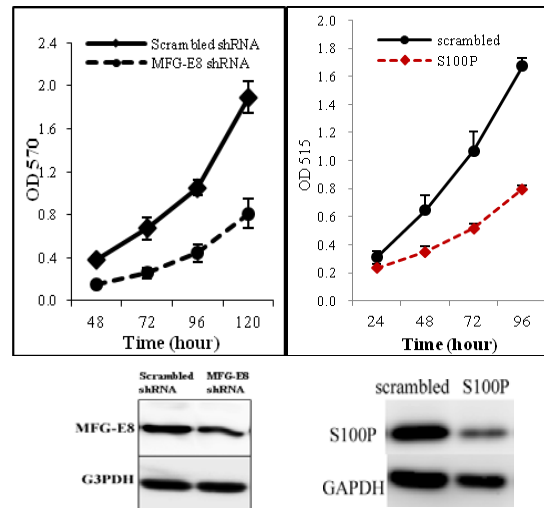 Scrambled shRNA
MFG-E8 shRNA
OD 570
2.4
2.0
1.6
1.2
0.8
0.4
0.0
48 72 96 120
Time (hour)
scrambled
S100P
OD 515
1.8
1.6
1.4
1.2
1.0
0.8
0.6
0.4
0.2
0.0
24 48 72 96
Time (hour)
Scrambled MFG-E8
shRNA shRNA
MFG-E8
G3PDH
scrambled S100P
S100P
GAPDH